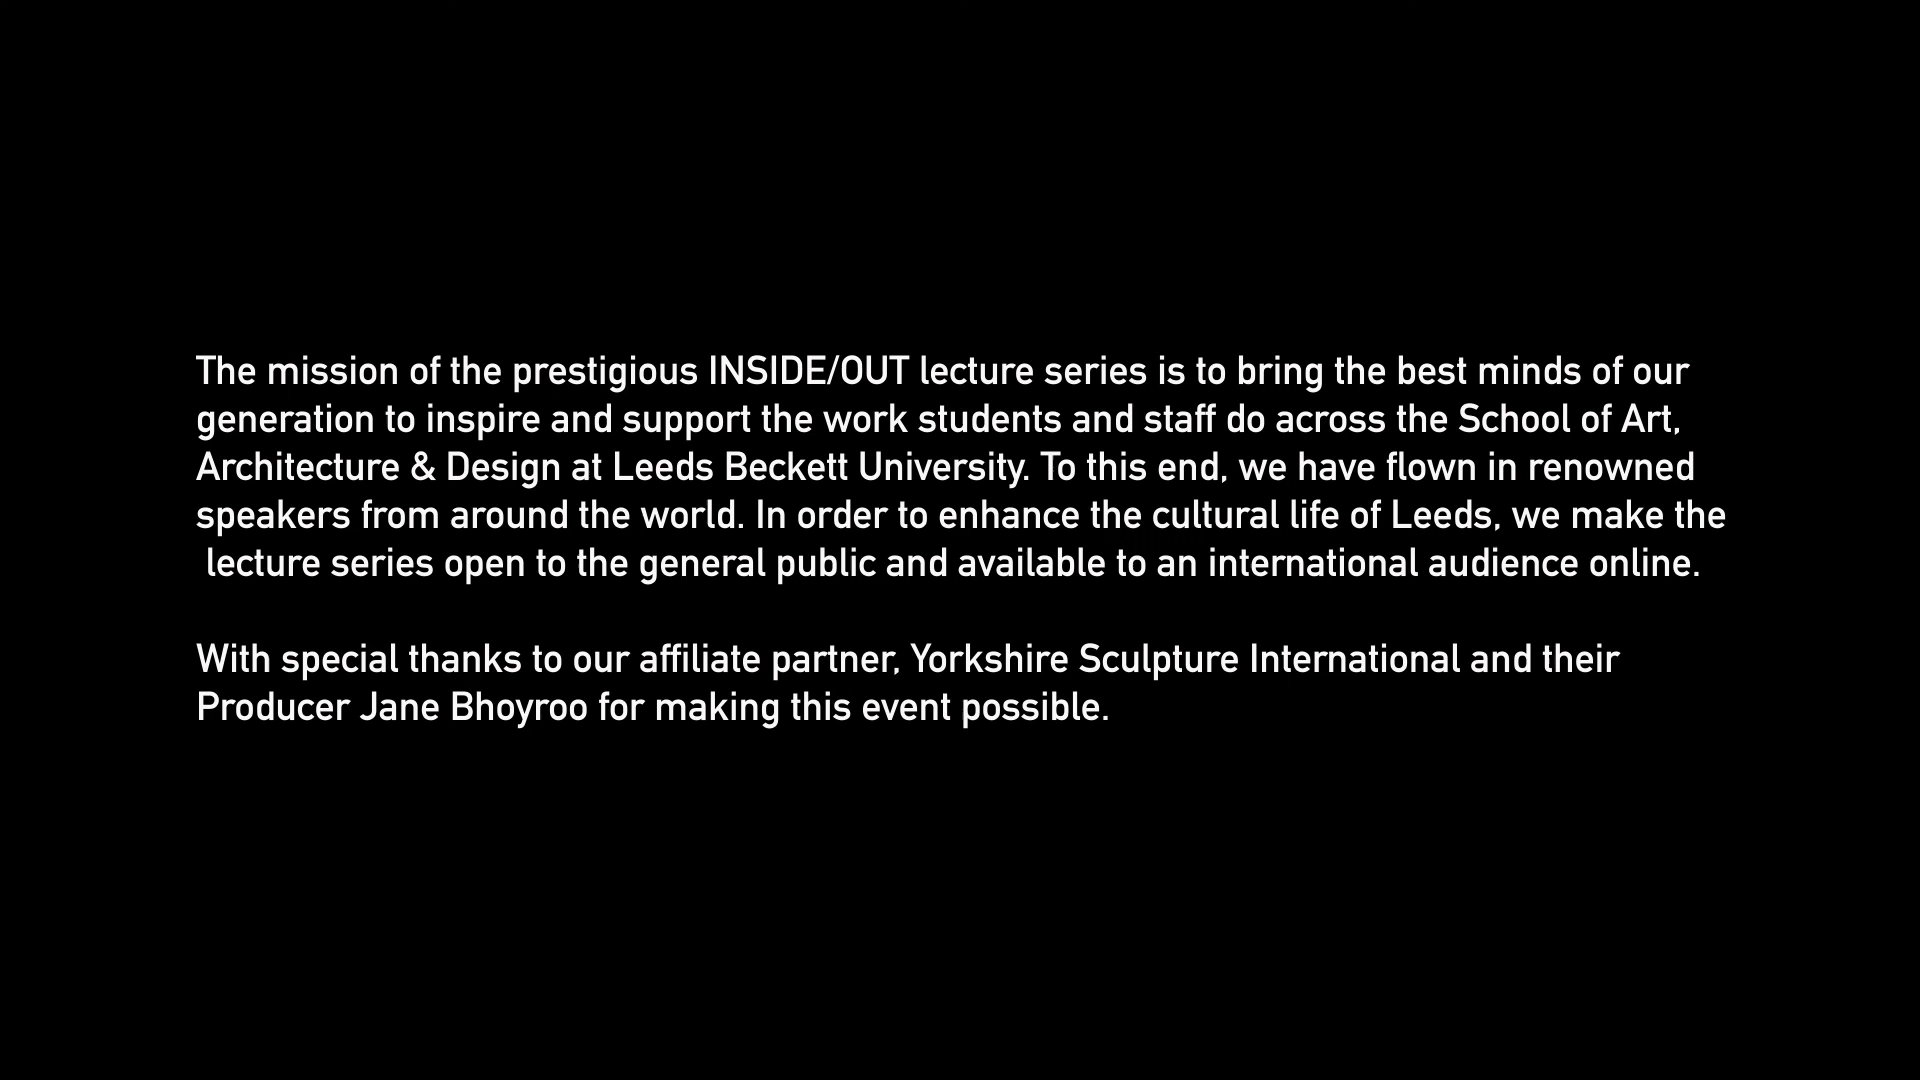 The mission of the prestigious INSIDE/OUT lecture series is to bring the best minds of our
generation to inspire and support the work students and staff do across the School of Art,
Architecture & Design at Leeds Beckett University. To this end, we have flown in renowned
speakers from around the world. In order to enhance the cultural life of Leeds, we make the
lecture series open to the general public and available to an international audience online.
With special thanks to our affiliate partner, Yorkshire Sculpture International and their
Producer Jane Bhoyroo for making this event possible.